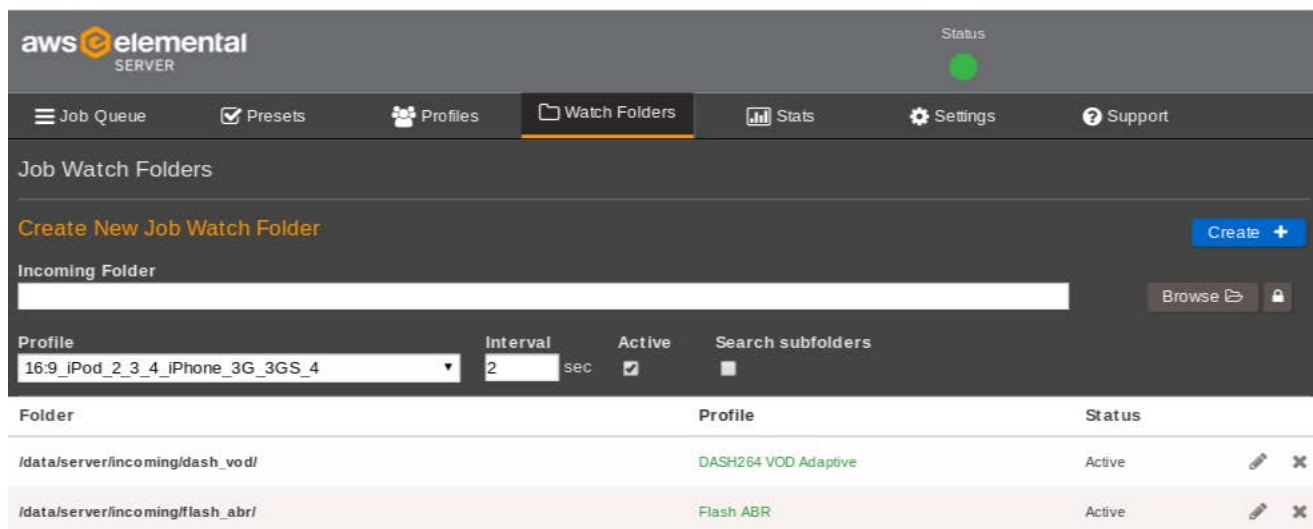 aws elemental
SERVER
Status
Job Queue Presets Profiles Watch Folders Stats Settings Support
Job Watch Folders
Create New Job Watch Folder
Create +
Incoming Folder
Browse
Profile Interval Active Search subfolders
16:9_iPod_2_3_4_iPhone_3G_3GS_4 2 sec
Folder Profile Status
/data/server/incoming/dash_vod/ DASH264 VOD Adaptive Active
/data/server/incoming/flash_abr/ Flash ABR Active